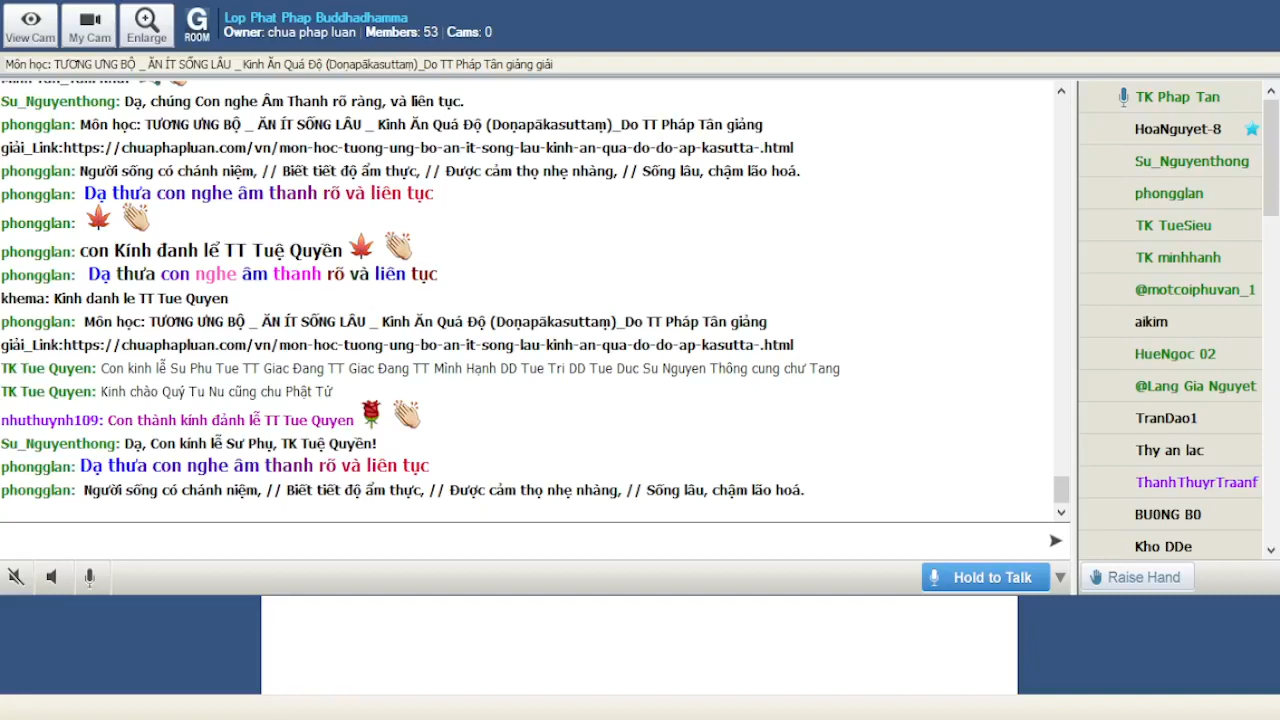 View Cam
My Cam
Enlarge
G
ROOM
Lop Phat Phap Buddhadhamma
Owner: chua phap luan Members: 53 Cams: 0
Môn học: TƯƠNG ƯNG BỘ _ ĂN ÍT SỐNG LÂU _ Kinh Ăn Quá Độ (Doṇapākasuttaṃ)_Do TT Pháp Tân giảng giải
Su_Nguyenthong: Dạ, chúng Con nghe Âm Thanh rõ ràng, và liên tục.
phongglan: Môn học: TƯƠNG ƯNG BỘ _ ĂN ÍT SỐNG LÂU _ Kinh Ăn Quá Độ (Doṇapākasuttaṃ)_Do TT Pháp Tân giảng
giải_Link:https://chuaphapluan.com/vn/mon-hoc-tuong-ung-bo-an-it-song-lau-kinh-an-qua-do-do-ap-kasutta-.html
phongglan: Người sống có chánh niệm, // Biết tiết độ ẩm thực, // Được cảm thọ nhẹ nhàng, // Sống lâu, chậm lão hoá.
phongglan: Dạ thưa con nghe âm thanh rõ và liên tục
phongglan:
phongglan: con Kính đanh lể TT Tuệ Quyền
phongglan: Dạ thưa con nghe âm thanh rõ và liên tục
khema: Kinh danh le TT Tue Quyen
phongglan: Môn học: TƯƠNG ƯNG BỘ _ ĂN ÍT SỐNG LÂU _ Kinh Ăn Quá Độ (Doṇapākasuttaṃ)_Do TT Pháp Tân giảng
giải_Link:https://chuaphapluan.com/vn/mon-hoc-tuong-ung-bo-an-it-song-lau-kinh-an-qua-do-do-ap-kasutta-.html
TK Tue Quyen: Con kinh lễ Su Phu Tue TT Giac Đang TT Giac Đang TT Mình Hạnh DD Tue Tri DD Tue Duc Su Nguyen Thông cung chư Tang
TK Tue Quyen: Kinh chào Quý Tu Nu cũng chu Phật Tử
nhuthuynh109: Con thành kính đảnh lễ TT Tue Quyen
Su_Nguyenthong: Dạ, Con kính lễ Sư Phụ, TK Tuệ Quyền!
phongglan: Dạ thưa con nghe âm thanh rõ và liên tục
phongglan: Người sống có chánh niệm, // Biết tiết độ ẩm thực, // Được cảm thọ nhẹ nhàng, // Sống lâu, chậm lão hoá.
Hold to Talk
TK Phap Tan
HoaNguyet-8
Su_Nguyenthong
phongglan
TK TueSieu
TK minhhanh
@motcoiphuvan_1
aikim
HueNgoc 02
@Lang Gia Nguyet
TranDao1
Thy an lac
ThanhThuyrTraanf
BU0NG B0
Kho DDe
Raise Hand